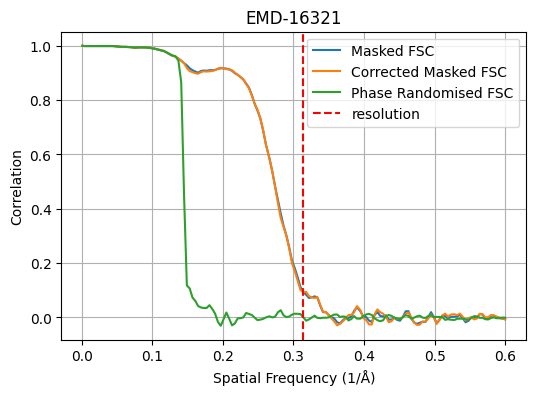 EMD-16321
Masked FSC
Corrected Masked FSC
Phase Randomised FSC
resolution
Correlation
1.0
0.8
0.6
0.4
0.2
0.0
0.0 0.1 0.2 0.3 0.4 0.5 0.6
Spatial Frequency (1/Å)